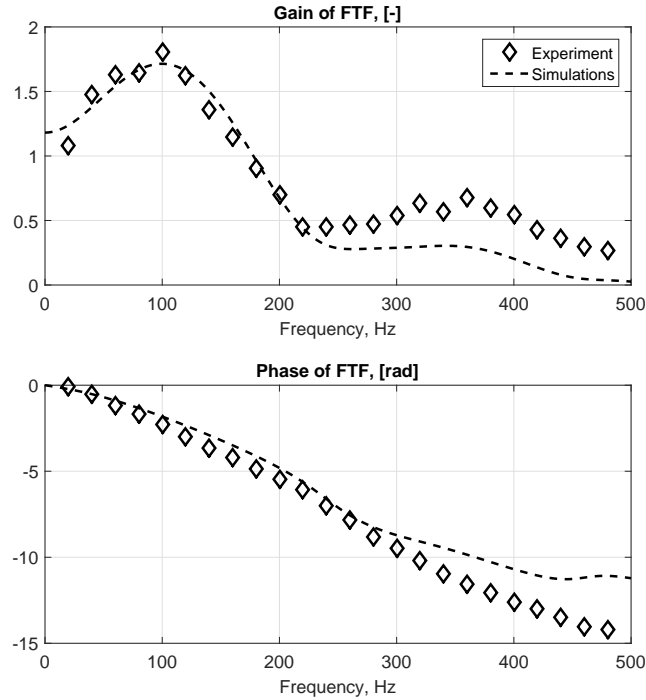 Gain of FTF, [-]
2
1.5
1
0.5
0
Experiment
Simulations
0 100 200 300 400 500
Frequency, Hz
Phase of FTF, [rad]
0
-5
-10
-15
0 100 200 300 400 500
Frequency, Hz